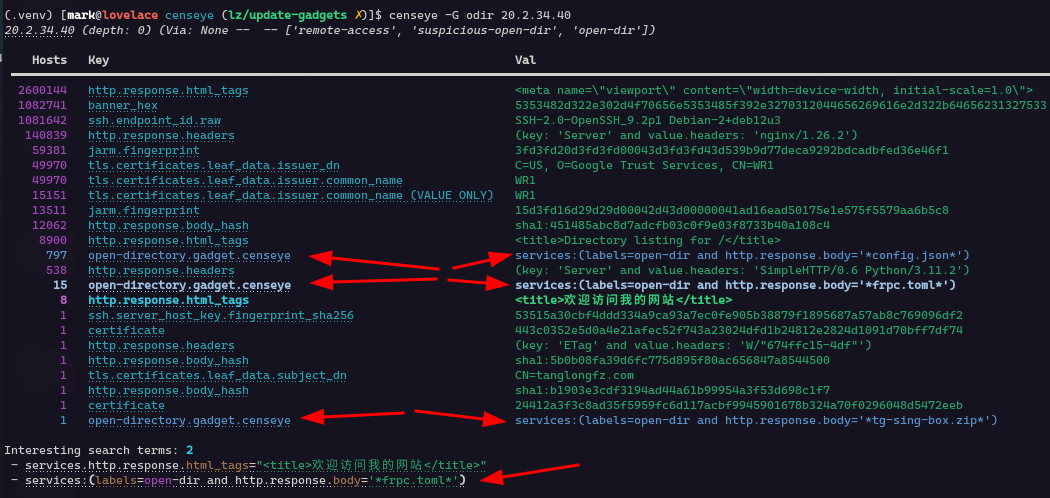 (.venv) [mark@lovelace censeye (lz/update-gadgets ✗)]$ censeye -G odir 20.2.34.40
20.2.34.40 (depth: 0) (Via: None -- -- ['remote-access', 'suspicious-open-dir', 'open-dir'])
Hosts Key Val
2600144 http.response.html_tags <meta name=\"viewport\" content=\"width=device-width, initial-scale=1.0\">
1082741 banner_hex 5353482d322e302d4f70656e5353485f392e3270312044656269616e2d322b64656231327533
1081642 ssh.endpoint_id.raw SSH-2.0-OpenSSH_9.2p1 Debian-2+deb12u3
140839 http.response.headers (key: 'Server' and value.headers: 'nginx/1.26.2')
59381 jarm.fingerprint 3fd3fd20d3fd3fd00043d3fd3fd43d539b9d77deca9292bdcadbfed36e46f1
49970 tls.certificates.leaf_data.issuer_dn C=US, O=Google Trust Services, CN=WR1
49970 tls.certificates.leaf_data.issuer.common_name WR1
15151 tls.certificates.leaf_data.issuer.common_name (VALUE ONLY) WR1
13511 jarm.fingerprint 15d3fd16d29d29d00042d43d00000041ad16ead50175e1e575f5579aa6b5c8
12062 http.response.body_hash sha1:451485abc8d7adcfb03c0f9e03f8733b40a108c4
8900 http.response.html_tags <title>Directory listing for /</title>
797 open-directory.gadget.censeye services:(labels=open-dir and http.response.body='*config.json*')
538 http.response.headers (key: 'Server' and value.headers: 'SimpleHTTP/0.6 Python/3.11.2')
15 open-directory.gadget.censeye services:(labels=open-dir and http.response.body='*frpc.toml*')
8 http.response.html_tags <title>欢迎访问我的网站</title>
1 ssh.server_host_key.fingerprint_sha256 53515a30cbf4ddd334a9ca93a7ec0fe905b38879f1895687a57ab8c769096df2
1 certificate 443c0352e5d0a4e21afec52f743a23024dfd1b24812e2824d1091d70bff7df74
1 http.response.headers (key: 'ETag' and value.headers: 'W/"674ffc15-4df"')
1 http.response.body_hash sha1:5b0b08fa39d6fc775d895f80ac656847a8544500
1 tls.certificates.leaf_data.subject_dn CN=tanglongfz.com
1 http.response.body_hash sha1:b1903e3cdf3194ad44a61b99954a3f53d698c1f7
1 certificate 24412a3f3c8ad35f5959fc6d117acbf9945901678b324a70f0296048d5472eeb
1 open-directory.gadget.censeye services:(labels=open-dir and http.response.body='*tg-sing-box.zip*')
Interesting search terms: 2
- services.http.response.html_tags="<title>欢迎访问我的网站</title>"
- services:(labels=open-dir and http.response.body='*frpc.toml*')